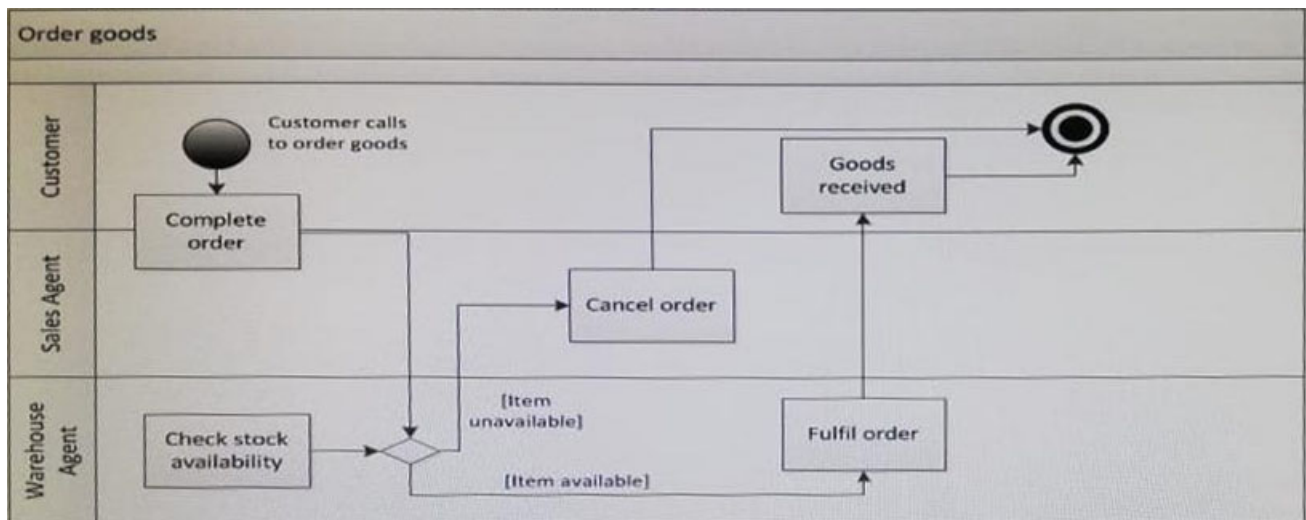 Order goods
Customer
Customer calls
to order goods
Complete
order
Goods
received
Sales Agent
Cancel order
Warehouse
Agent
Check stock
availability
[Item
unavailable]
[Item available]
Fulfil order